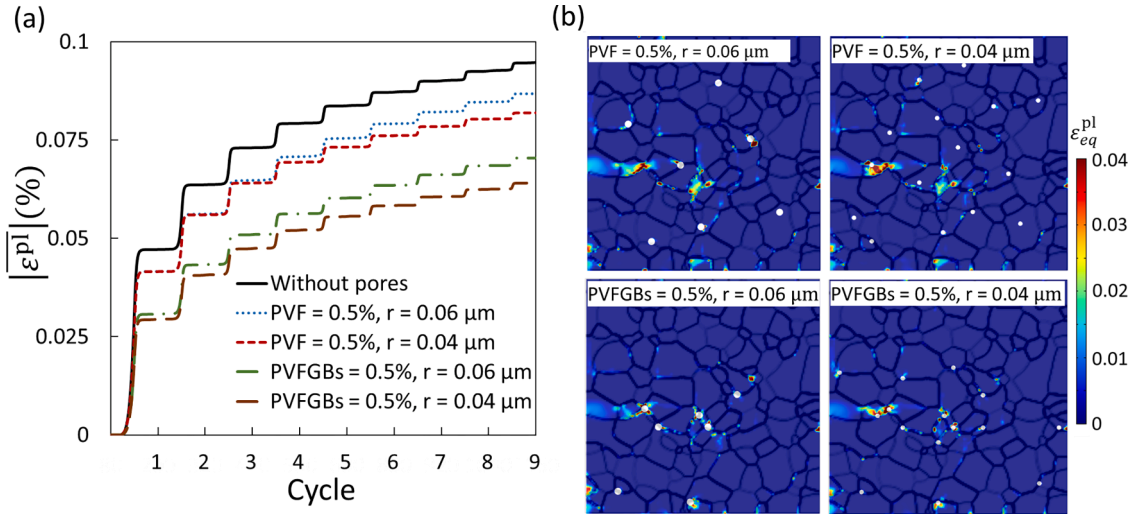 (a)
0.1
0.075
0.05
0.025
0
|ε̅ᵖˡ|(%)
1 2 3 4 5 6 7 8 9
Cycle
Without pores
PVF = 0.5%, r = 0.06 μm
PVF = 0.5%, r = 0.04 μm
PVFGBs = 0.5%, r = 0.06 μm
PVFGBs = 0.5%, r = 0.04 μm
(b)
PVF = 0.5%, r = 0.06 μm
PVF = 0.5%, r = 0.04 μm
PVFGBs = 0.5%, r = 0.06 μm
PVFGBs = 0.5%, r = 0.04 μm
ε_eq^pl
0.04
0.03
0.02
0.01
0